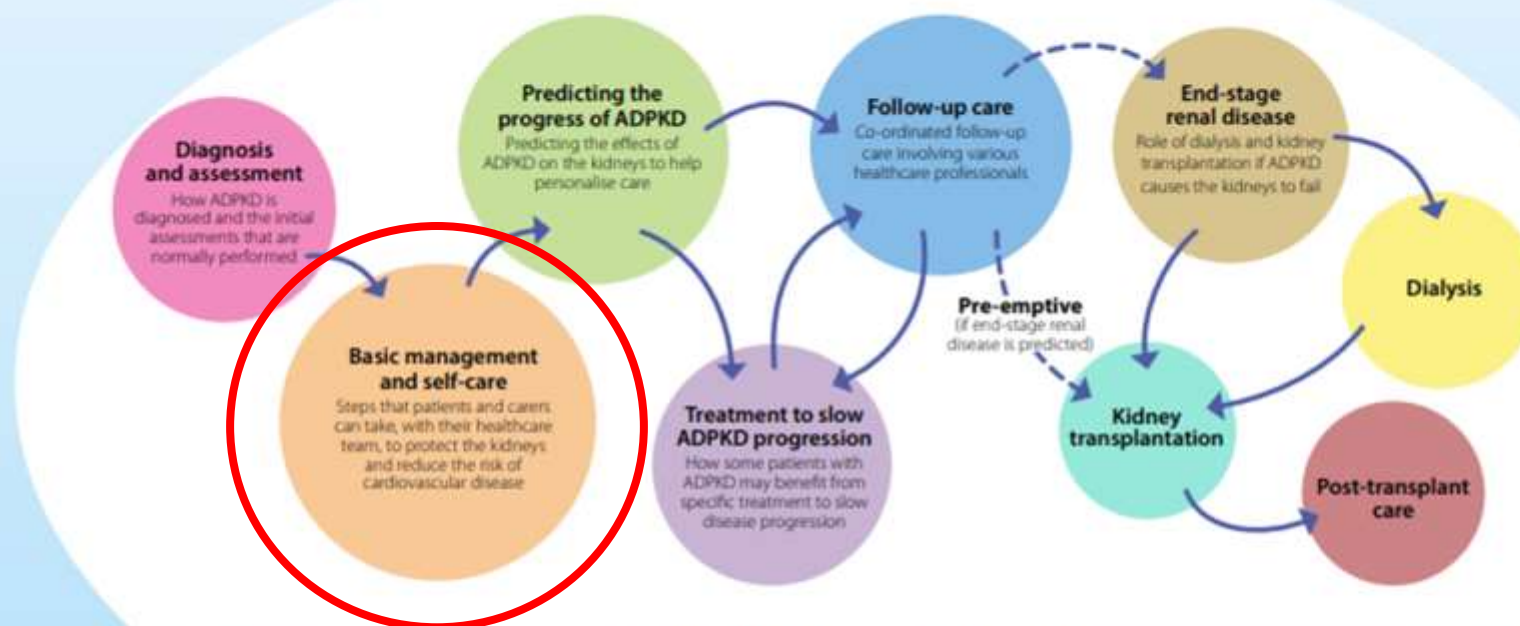 Diagnosis
and assessment
How ADPKD is
diagnosed and the initial
assessments that are
normally performed
Basic management
and self-care
Steps that patients and carers
can take, with their healthcare
team, to protect the kidneys
and reduce the risk of
cardiovascular disease
Predicting the
progress of ADPKD
Predicting the effects of
ADPKD on the kidneys to help
personalise care
Treatment to slow
ADPKD progression
How some patients with
ADPKD may benefit from
specific treatment to slow
disease progression
Follow-up care
Co-ordinated follow-up
care involving various
healthcare professionals
Pre-emptive
(if end-stage renal
disease is predicted)
End-stage
renal disease
Role of dialysis and kidney
transplantation if ADPKD
causes the kidneys to fail
Dialysis
Kidney
transplantation
Post-transplant
care